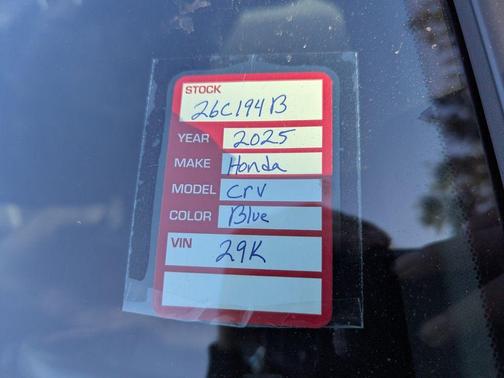 STOCK
26C194B
YEAR 2025
MAKE Honda
MODEL Crv
COLOR Blue
VIN 29K